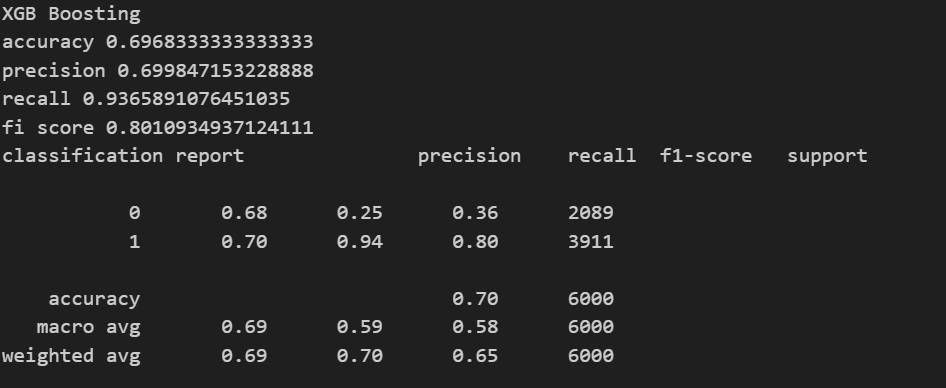 XGB Boosting
accuracy 0.6968333333333333
precision 0.699847153228888
recall 0.9365891076451035
fi score 0.8010934937124111
classification report               precision    recall  f1-score   support

           0       0.68      0.25      0.36      2089
           1       0.70      0.94      0.80      3911

    accuracy                           0.70      6000
   macro avg       0.69      0.59      0.58      6000
weighted avg       0.69      0.70      0.65      6000